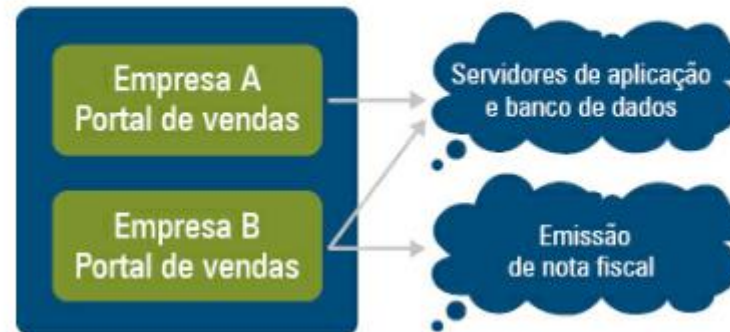 Empresa A
Portal de vendas
Servidores de aplicação
e banco de dados
Empresa B
Portal de vendas
Emissão
de nota fiscal